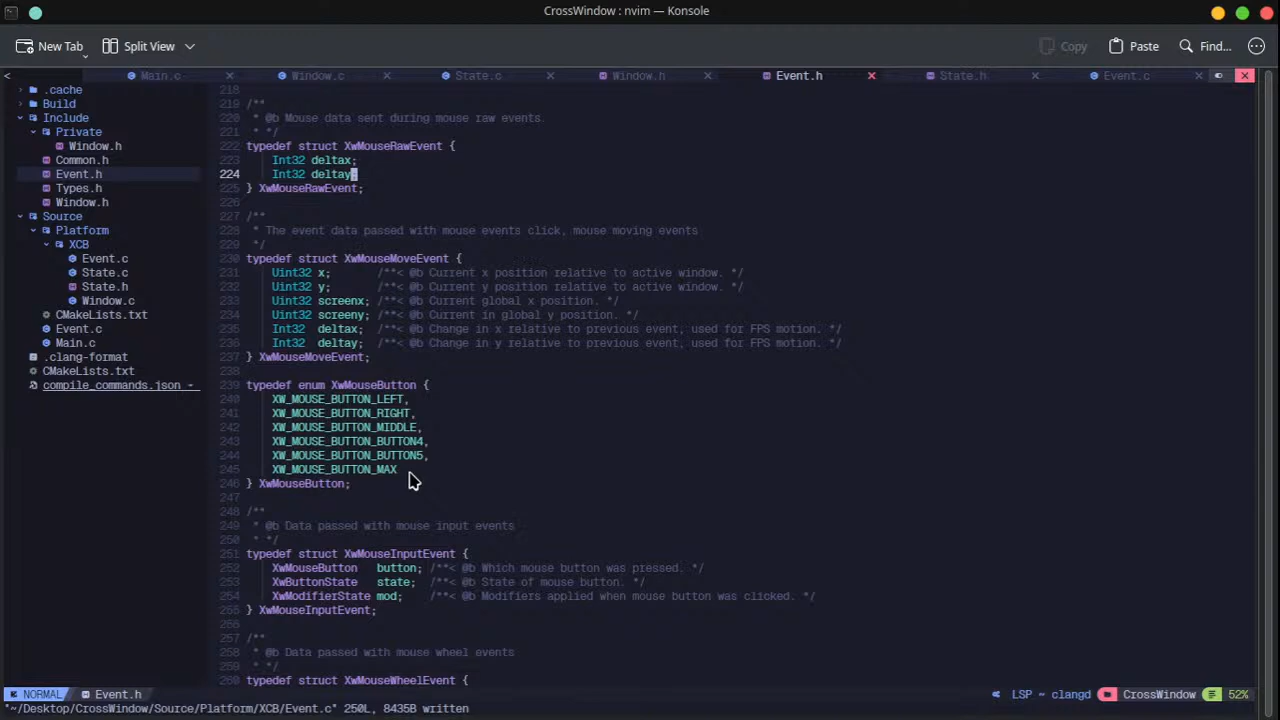 CrossWindow : nvim — Konsole
New Tab Split View Copy Paste Find...
< Main.c Window.c State.c Window.h Event.h State.h Event.c
.cache
Build
Include
Private
Window.h
Common.h
Event.h
Types.h
Window.h
Source
Platform
XCB
Event.c
State.c
State.h
Window.c
CMakeLists.txt
Event.c
Main.c
.clang-format
CMakeLists.txt
compile_commands.json
218
219 /**
220 * @b Mouse data sent during mouse raw events.
221 * */
222 typedef struct XwMouseRawEvent {
223 Int32 deltax;
224 Int32 deltay;
225 } XwMouseRawEvent;
226
227 /**
228 * The event data passed with mouse events click, mouse moving events
229 */
230 typedef struct XwMouseMoveEvent {
231 Uint32 x; /**< @b Current x position relative to active window. */
232 Uint32 y; /**< @b Current y position relative to active window. */
233 Uint32 screenx; /**< @b Current global x position. */
234 Uint32 screeny; /**< @b Current in global y position. */
235 Int32 deltax; /**< @b Change in x relative to previous event, used for FPS motion. */
236 Int32 deltay; /**< @b Change in y relative to previous event, used for FPS motion. */
237 } XwMouseMoveEvent;
238
239 typedef enum XwMouseButton {
240 XW_MOUSE_BUTTON_LEFT,
241 XW_MOUSE_BUTTON_RIGHT,
242 XW_MOUSE_BUTTON_MIDDLE,
243 XW_MOUSE_BUTTON_BUTTON4,
244 XW_MOUSE_BUTTON_BUTTON5,
245 XW_MOUSE_BUTTON_MAX
246 } XwMouseButton;
247
248 /**
249 * @b Data passed with mouse input events
250 * */
251 typedef struct XwMouseInputEvent {
252 XwMouseButton button; /**< @b Which mouse button was pressed. */
253 XwButtonState state; /**< @b State of mouse button. */
254 XwModifierState mod; /**< @b Modifiers applied when mouse button was clicked. */
255 } XwMouseInputEvent;
256
257 /**
258 * @b Data passed with mouse wheel events
259 * */
260 typedef struct XwMouseWheelEvent {
NORMAL Event.h LSP ~ clangd CrossWindow 52%
"~/Desktop/CrossWindow/Source/Platform/XCB/Event.c" 250L, 8435B written